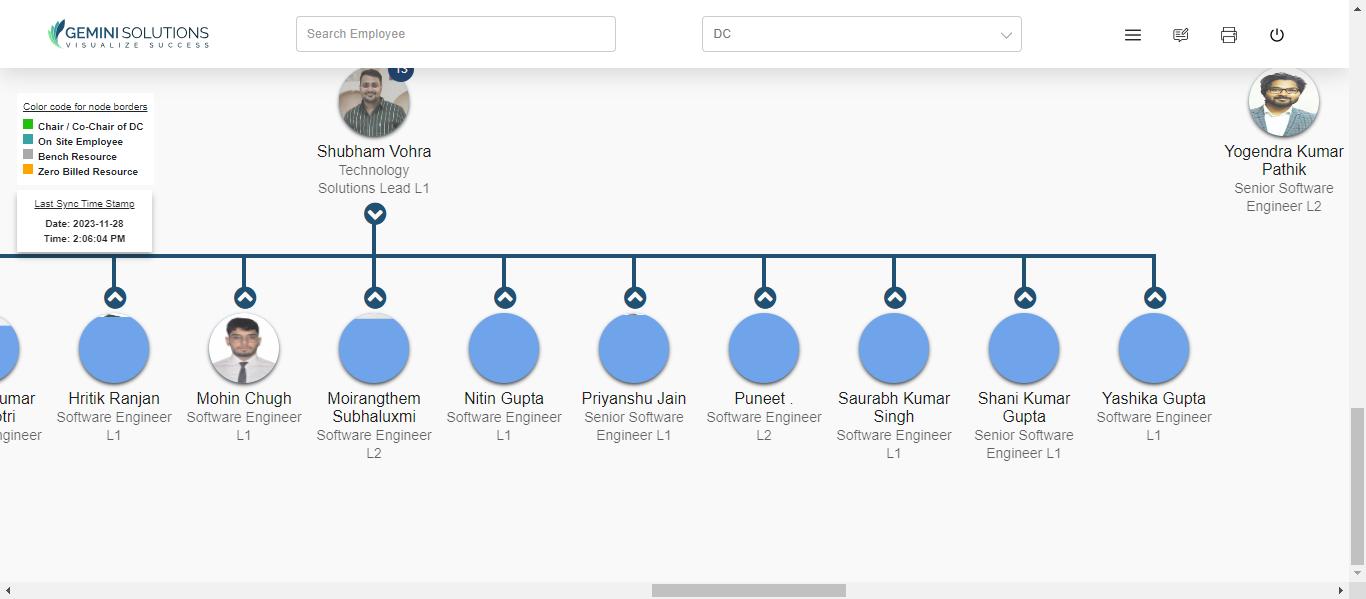 GEMINI SOLUTIONS
VISUALIZE SUCCESS
Search Employee
DC
13
Color code for node borders
Chair / Co-Chair of DC
On Site Employee
Bench Resource
Zero Billed Resource
Last Sync Time Stamp
Date: 2023-11-28
Time: 2:06:04 PM
Shubham Vohra
Technology
Solutions Lead L1
Yogendra Kumar
Pathik
Senior Software
Engineer L2
Hritik Ranjan
Software Engineer
L1
Mohin Chugh
Software Engineer
L1
Moirangthem
Subhaluxmi
Software Engineer
L2
Nitin Gupta
Software Engineer
L1
Priyanshu Jain
Senior Software
Engineer L1
Puneet .
Software Engineer
L2
Saurabh Kumar
Singh
Software Engineer
L1
Shani Kumar
Gupta
Senior Software
Engineer L1
Yashika Gupta
Software Engineer
L1